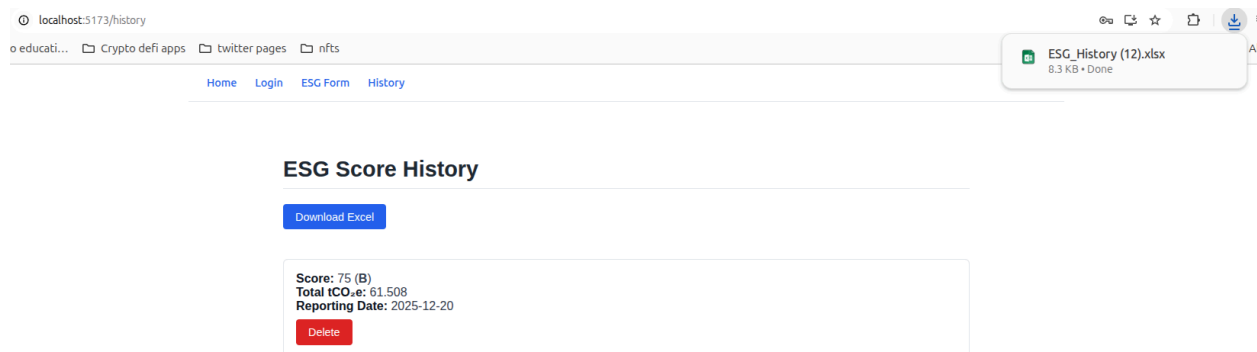 localhost:5173/history
o educati... Crypto defi apps twitter pages nfts
ESG_History (12).xlsx
8.3 KB • Done
Home Login ESG Form History
ESG Score History
Download Excel
Score: 75 (B)
Total tCO₂e: 61.508
Reporting Date: 2025-12-20
Delete